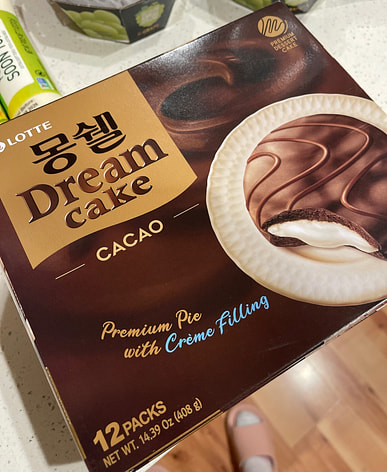 LOTTE
몽쉘
Dream
cake
CACAO
PREMIUM
DESSERT
CAKE
Premium Pie
with Crème Filling
12 PACKS
NET WT. 14.39 Oz (408 g)